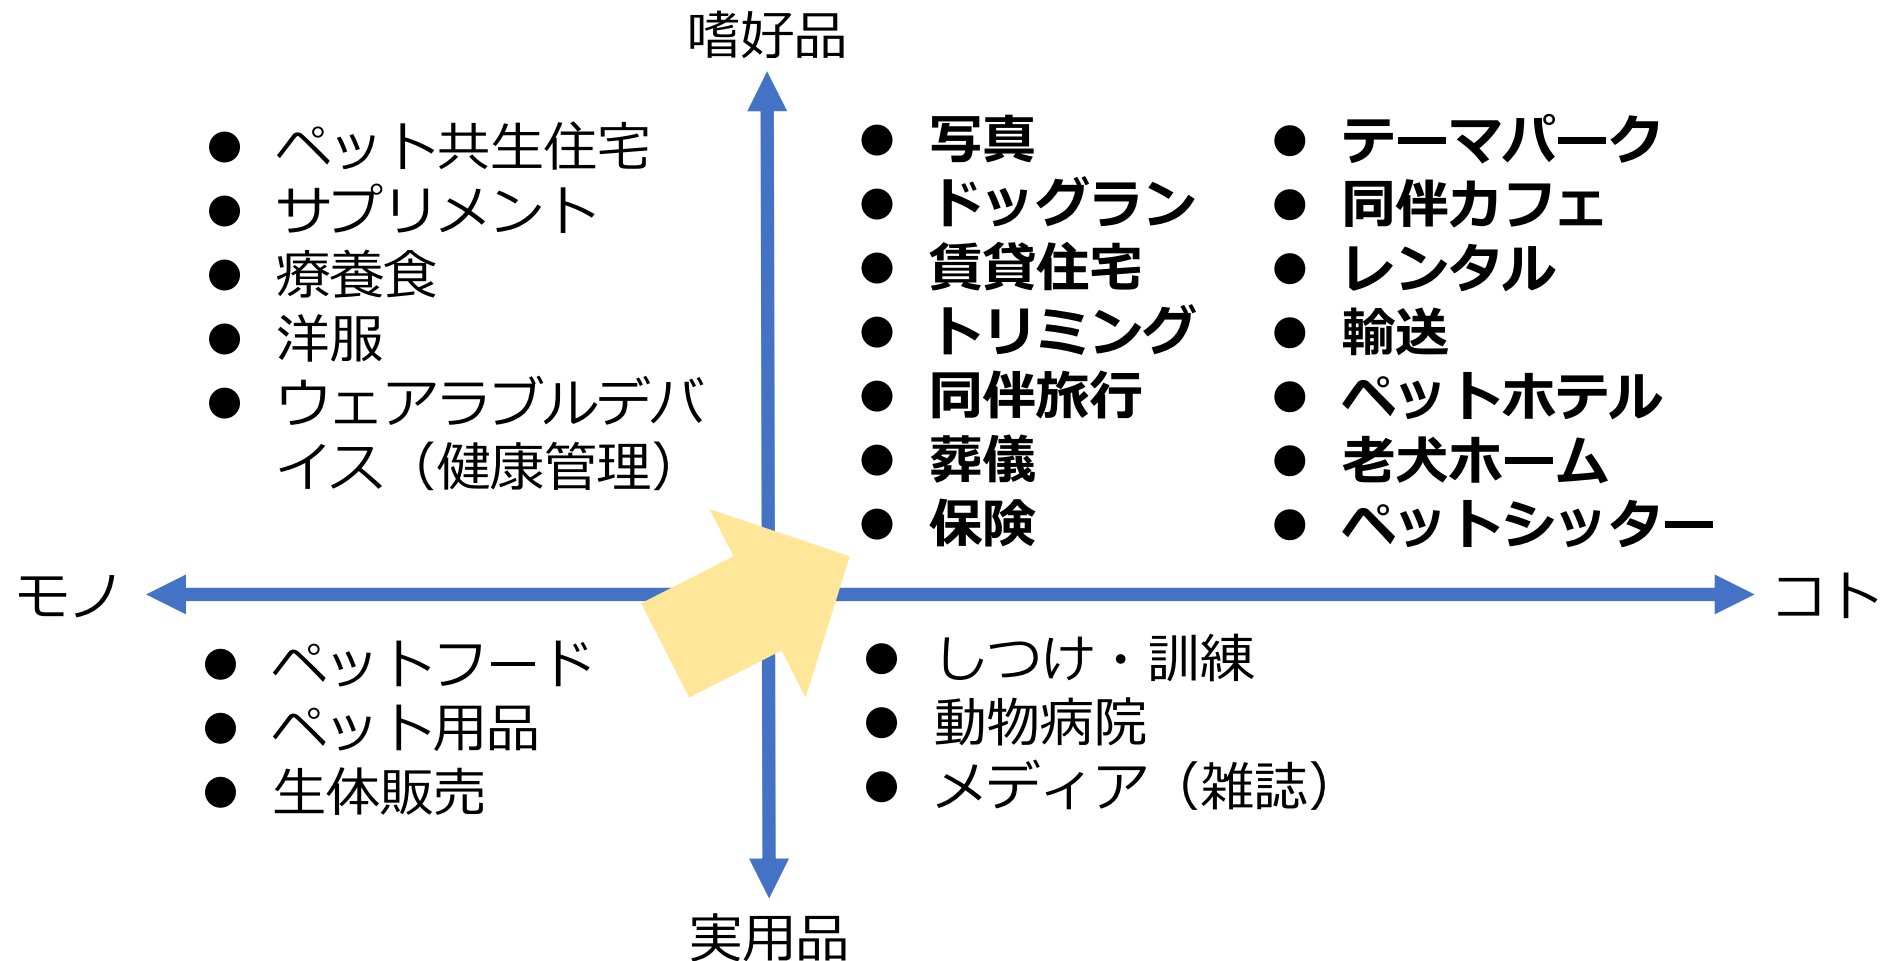 嗜好品
● ペット共生住宅
● サプリメント
● 療養食
● 洋服
● ウェアラブルデバ
イス（健康管理）
● 写真
● ドッグラン
● 賃貸住宅
● トリミング
● 同伴旅行
● 葬儀
● 保険
● テーマパーク
● 同伴カフェ
● レンタル
● 輸送
● ペットホテル
● 老犬ホーム
● ペットシッター
モノ
コト
● ペットフード
● ペット用品
● 生体販売
● しつけ・訓練
● 動物病院
● メディア（雑誌）
実用品